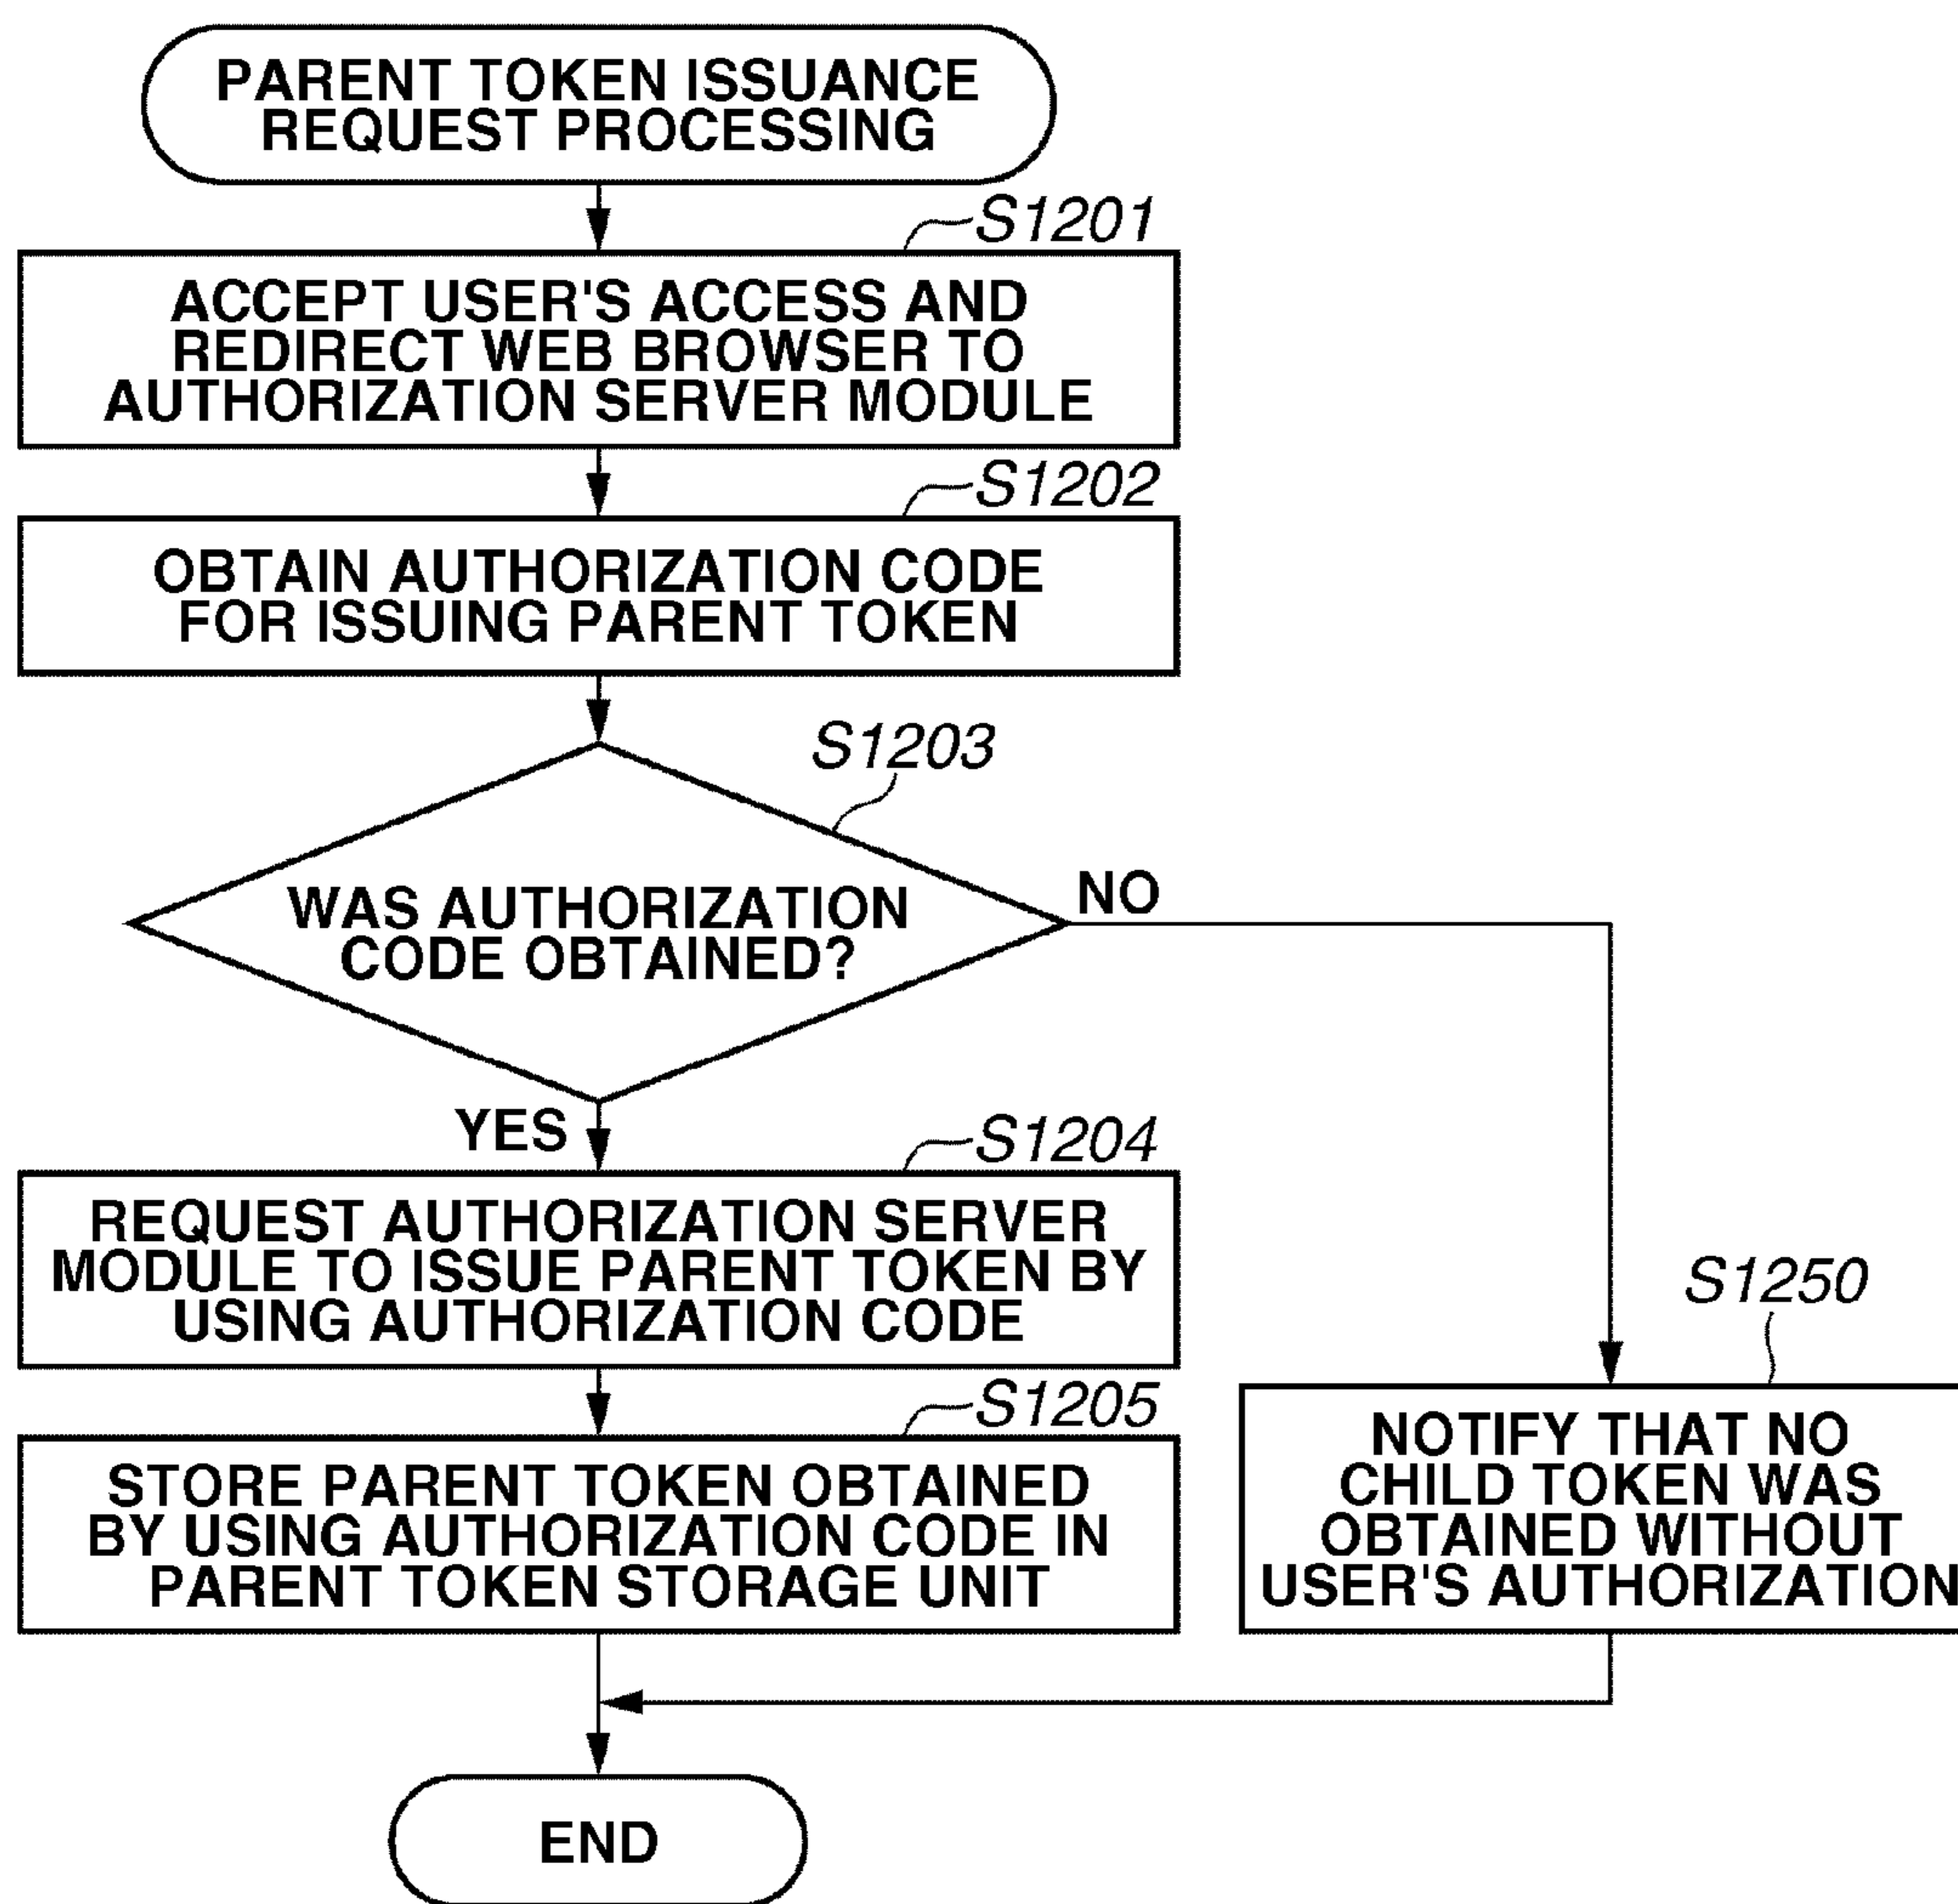 PARENT TOKEN ISSUANCE
REQUEST PROCESSING
S1201
ACCEPT USER'S ACCESS AND
REDIRECT WEB BROWSER TO
AUTHORIZATION SERVER MODULE
S1202
OBTAIN AUTHORIZATION CODE
FOR ISSUING PARENT TOKEN
S1203
WAS AUTHORIZATION
CODE OBTAINED?
NO
YES
S1204
REQUEST AUTHORIZATION SERVER
MODULE TO ISSUE PARENT TOKEN BY
USING AUTHORIZATION CODE
S1205
STORE PARENT TOKEN OBTAINED
BY USING AUTHORIZATION CODE IN
PARENT TOKEN STORAGE UNIT
S1250
NOTIFY THAT NO
CHILD TOKEN WAS
OBTAINED WITHOUT
USER'S AUTHORIZATION
END